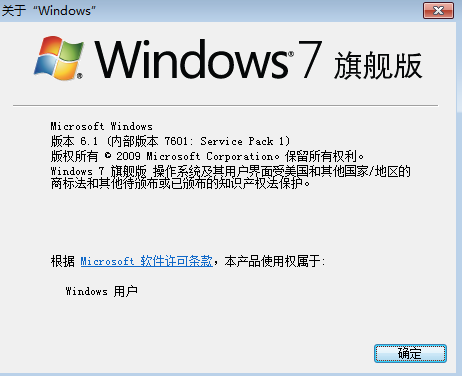 关于“Windows”
Windows® 7 旗舰版
Microsoft Windows
版本 6.1 (内部版本 7601: Service Pack 1)
版权所有 © 2009 Microsoft Corporation。保留所有权利。
Windows 7 旗舰版 操作系统及其用户界面受美国和其他国家/地区的
商标法和其他待颁布或已颁布的知识产权法保护。
根据 Microsoft 软件许可条款，本产品使用权属于:
Windows 用户
确定